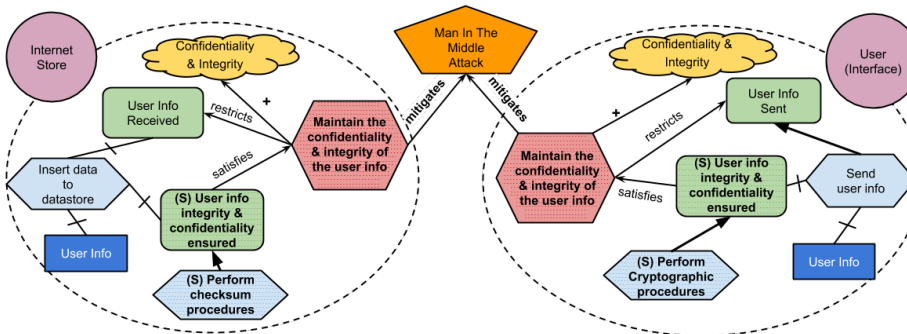 Internet
Store
Confidentiality
& Integrity
Man In The
Middle
Attack
Confidentiality &
Integrity
User
(Interface)
User Info
Received
restricts
+
mitigates
mitigates
+
restricts
User Info
Sent
Maintain the
confidentiality
& integrity of
the user info
Maintain the
confidentiality
& integrity of
the user info
Insert data
to
datastore
satisfies
(S) User info
integrity &
confidentiality
ensured
satisfies
(S) User info
integrity &
confidentiality
ensured
Send
user info
User Info
(S) Perform
checksum
procedures
(S) Perform
Cryptographic
procedures
User Info